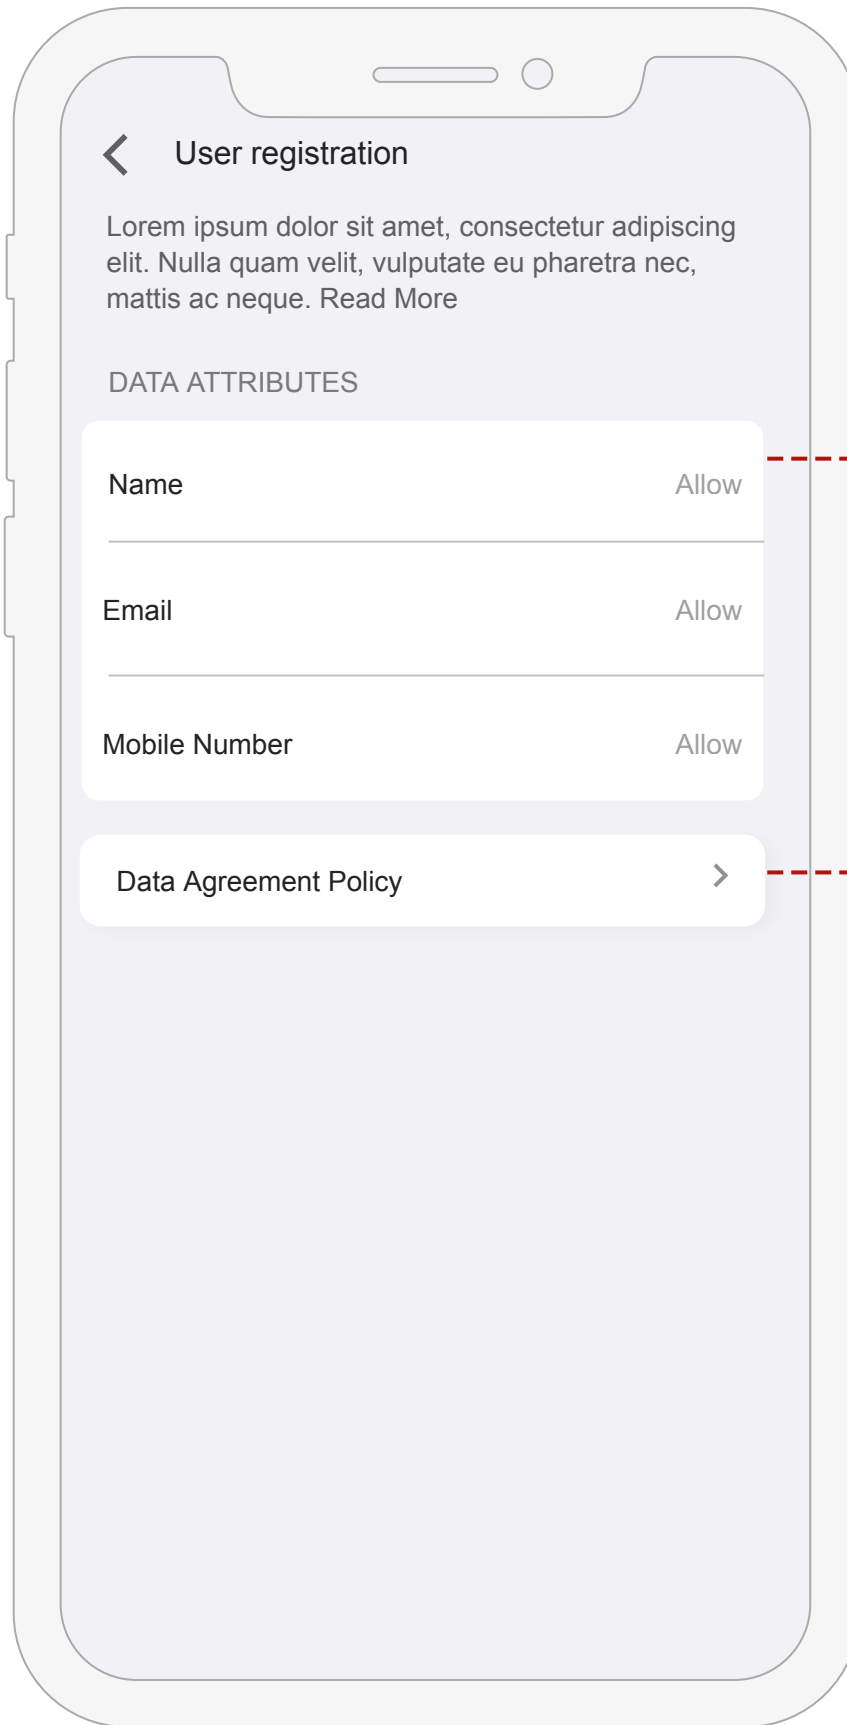 User registration
Lorem ipsum dolor sit amet, consectetur adipiscing
elit. Nulla quam velit, vulputate eu pharetra nec,
mattis ac neque. Read More
DATA ATTRIBUTES
Name Allow
Email Allow
Mobile Number Allow
Data Agreement Policy